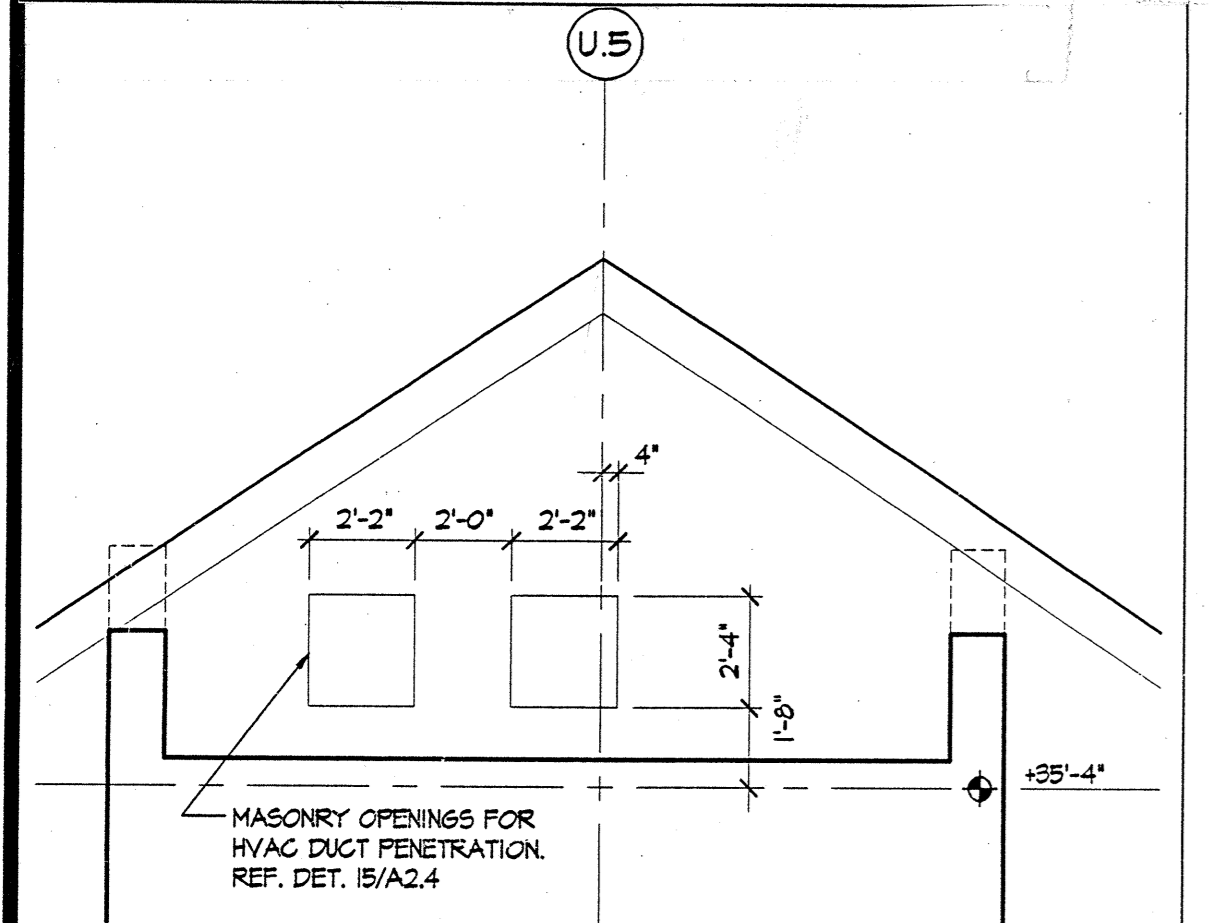 U.5
4"
2'-2" 2'-0" 2'-2"
2'-4"
1'-8"
+35'-4"
MASONRY OPENINGS FOR
HVAC DUCT PENETRATION.
REF. DET. 15/A2.4